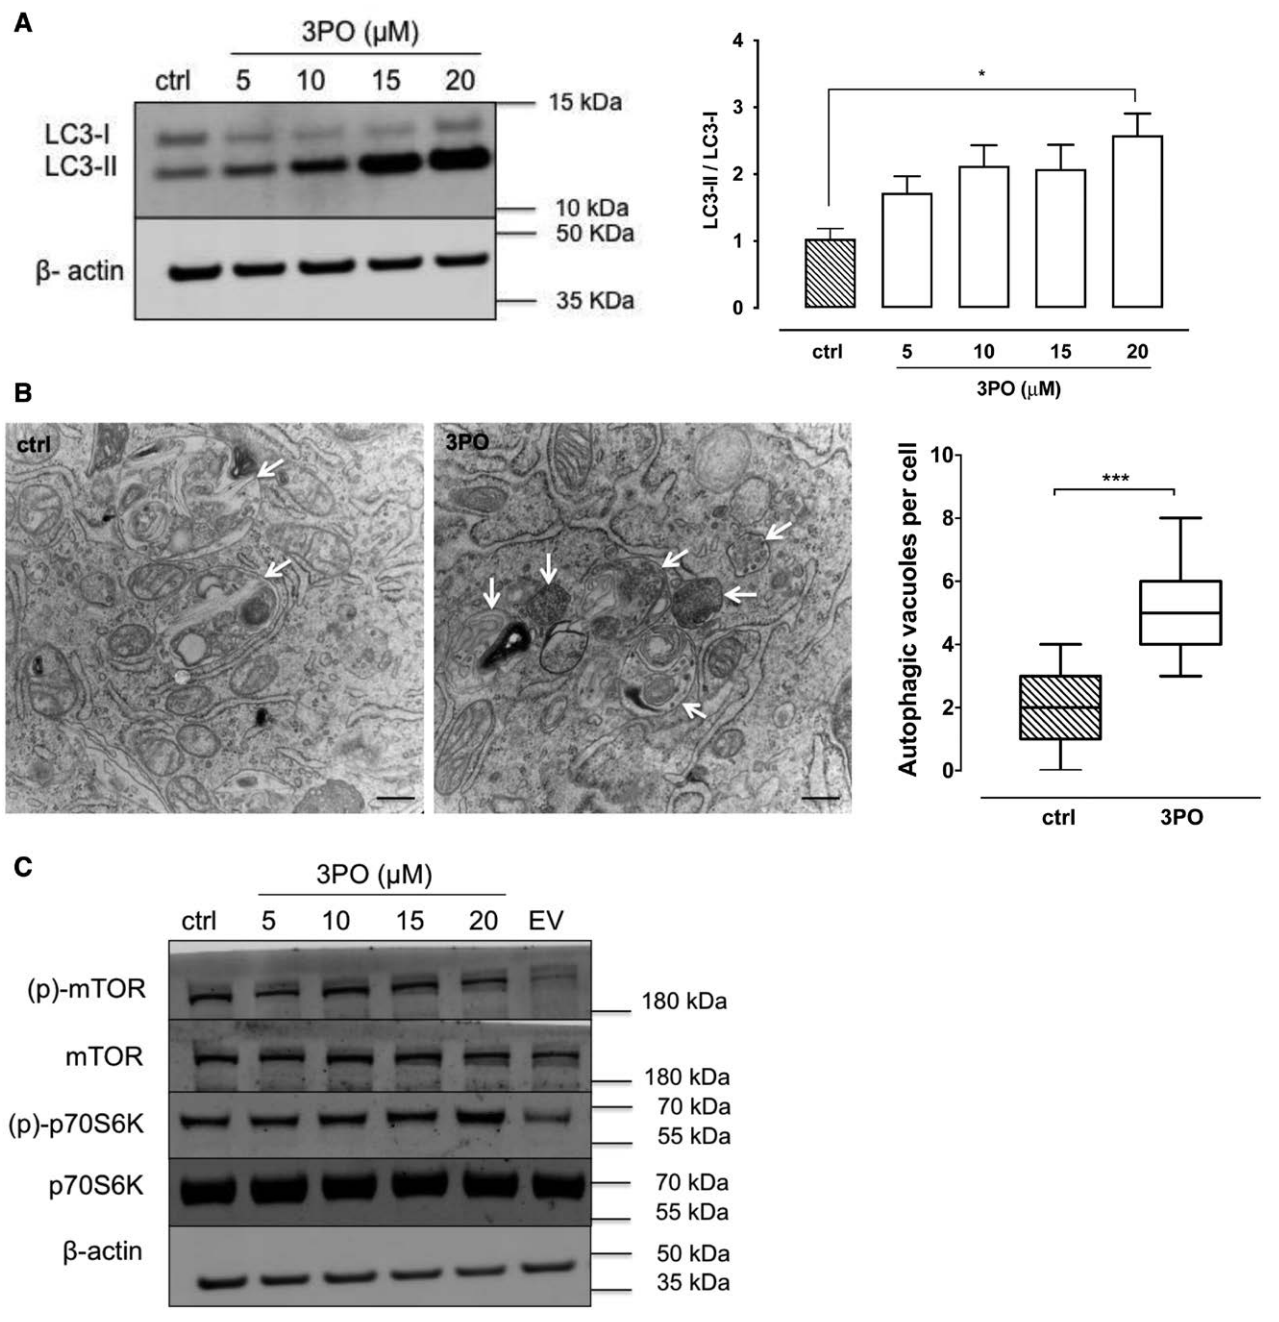 A
3PO (µM)
ctrl 5 10 15 20
15 kDa
LC3-I
LC3-II
10 kDa
50 KDa
β- actin
35 KDa
LC3-II / LC3-I
4
3
2
1
0
*
ctrl 5 10 15 20
3PO (µM)
B
ctrl
3PO
Autophagic vacuoles per cell
10
8
6
4
2
0
***
ctrl 3PO
C
3PO (µM)
ctrl 5 10 15 20 EV
(p)-mTOR
180 kDa
mTOR
180 kDa
70 kDa
(p)-p70S6K
55 kDa
p70S6K
70 kDa
55 kDa
β-actin
50 kDa
35 kDa